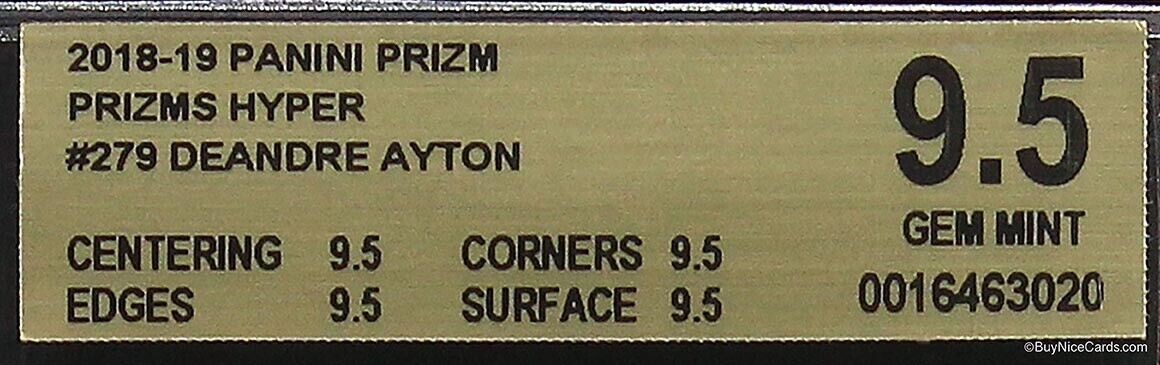 2018-19 PANINI PRIZM
PRIZMS HYPER
#279 DEANDRE AYTON
CENTERING 9.5 CORNERS 9.5
EDGES 9.5 SURFACE 9.5
9.5
GEM MINT
0016463020
©BuyNiceCards.com